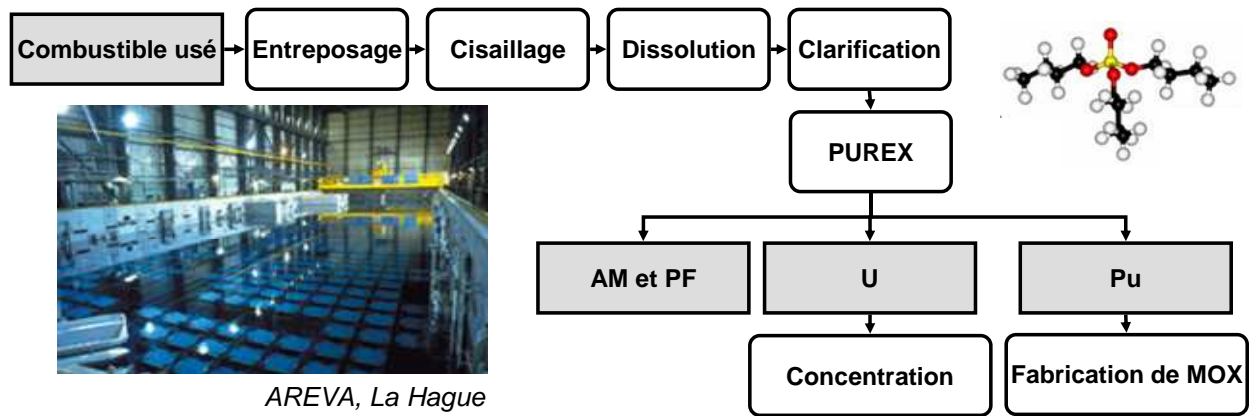 Combustible usé
Entreposage
Cisaillage
Dissolution
Clarification
PUREX
AM et PF
U
Pu
Concentration
Fabrication de MOX
AREVA, La Hague